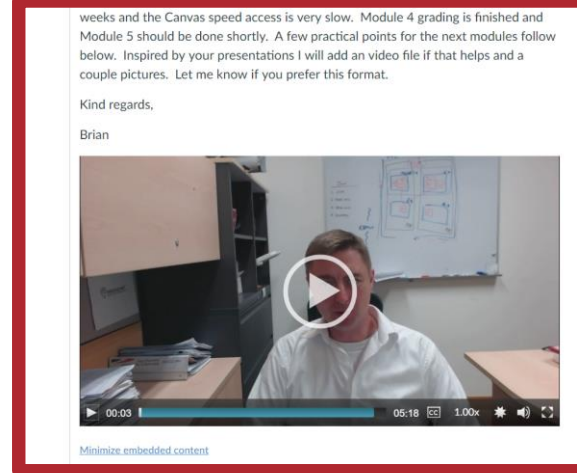 weeks and the Canvas speed access is very slow.  Module 4 grading is finished and
Module 5 should be done shortly.  A few practical points for the next modules follow
below.  Inspired by your presentations I will add an video file if that helps and a
couple pictures.  Let me know if you prefer this format.
Kind regards,
Brian
00:03
05:18
CC
1.00x
Minimize embedded content